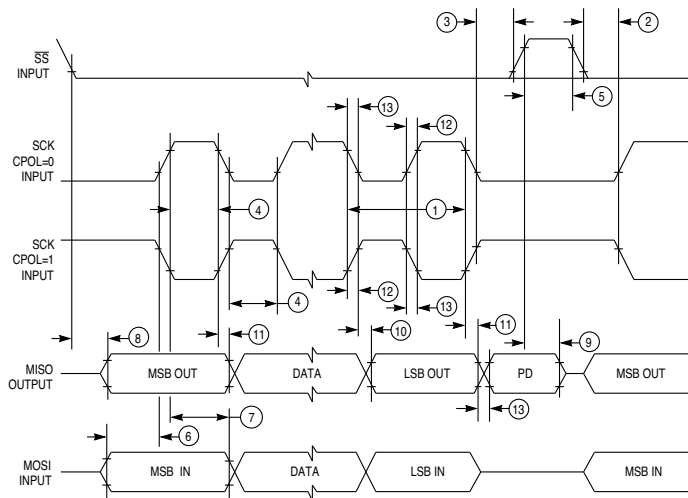 ③ ②
SS
INPUT
⑤
⑬ ⑫
SCK
CPOL=0
INPUT
④ ①
SCK
CPOL=1
INPUT
④ ⑫ ⑬
⑧ ⑪ ⑩ ⑪ ⑨
MISO
OUTPUT
MSB OUT DATA LSB OUT PD MSB OUT
⑦ ⑬
⑥
MOSI
INPUT
MSB IN DATA LSB IN MSB IN